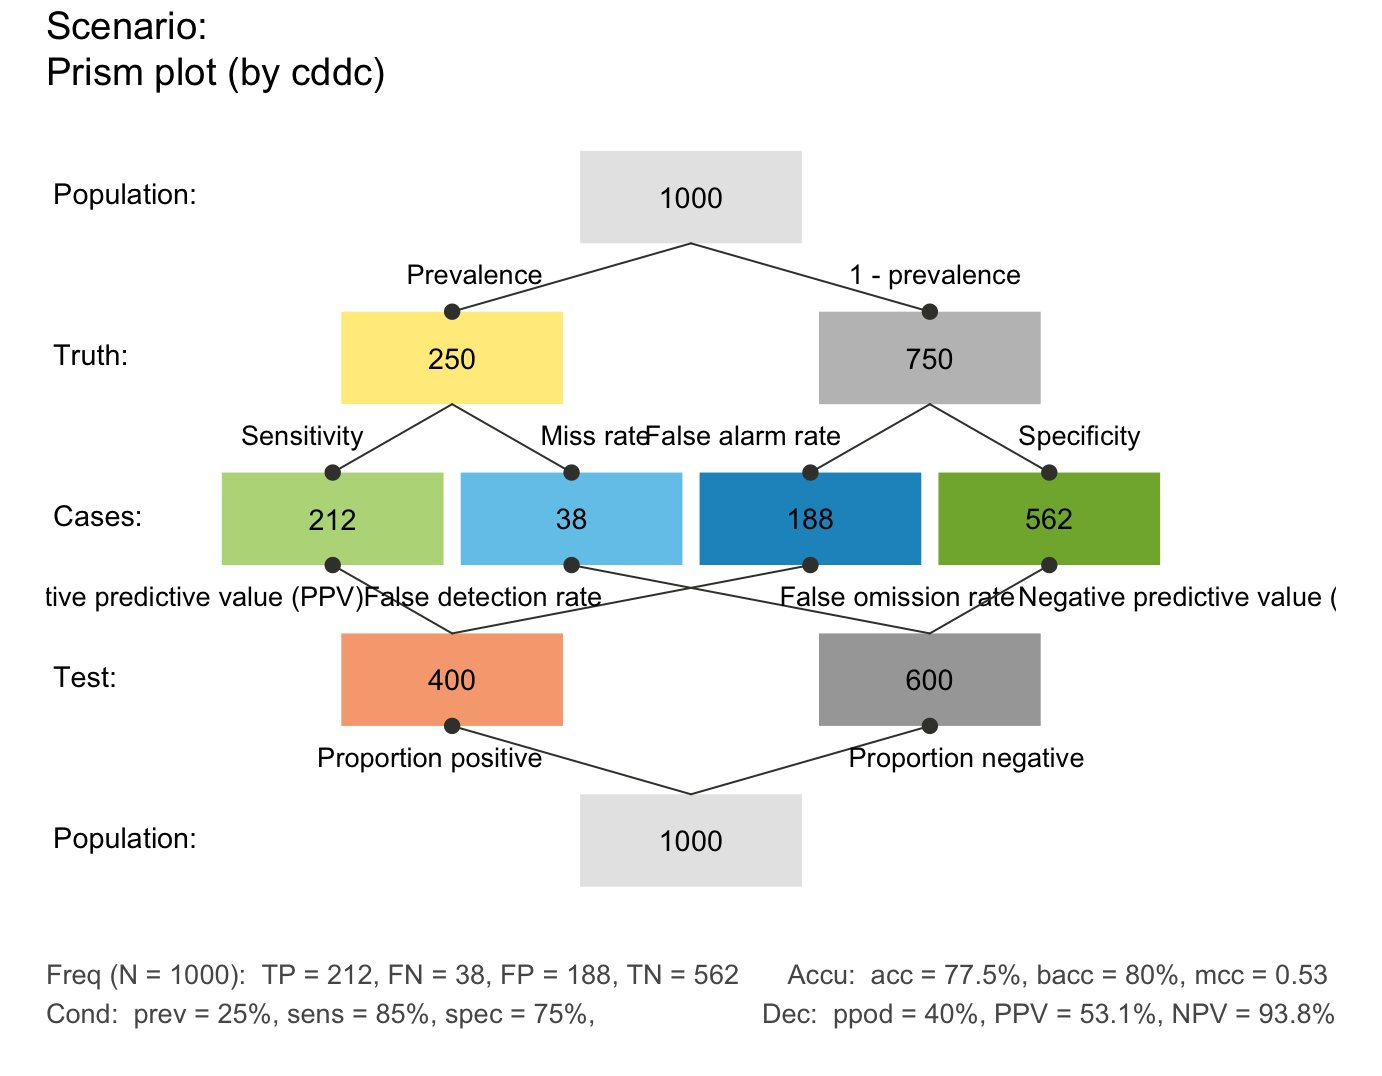 Scenario:
Prism plot (by cddc)
Population:
1000
Prevalence
1 - prevalence
Truth:
250
750
Sensitivity
Miss rate
False alarm rate
Specificity
Cases:
212
38
188
562
tive predictive value (PPV)
False detection rate
False omission rate
Negative predictive value (
Test:
400
600
Proportion positive
Proportion negative
Population:
1000
Freq (N = 1000):  TP = 212, FN = 38, FP = 188, TN = 562
Accu:  acc = 77.5%, bacc = 80%, mcc = 0.53
Cond:  prev = 25%, sens = 85%, spec = 75%,
Dec:  ppod = 40%, PPV = 53.1%, NPV = 93.8%